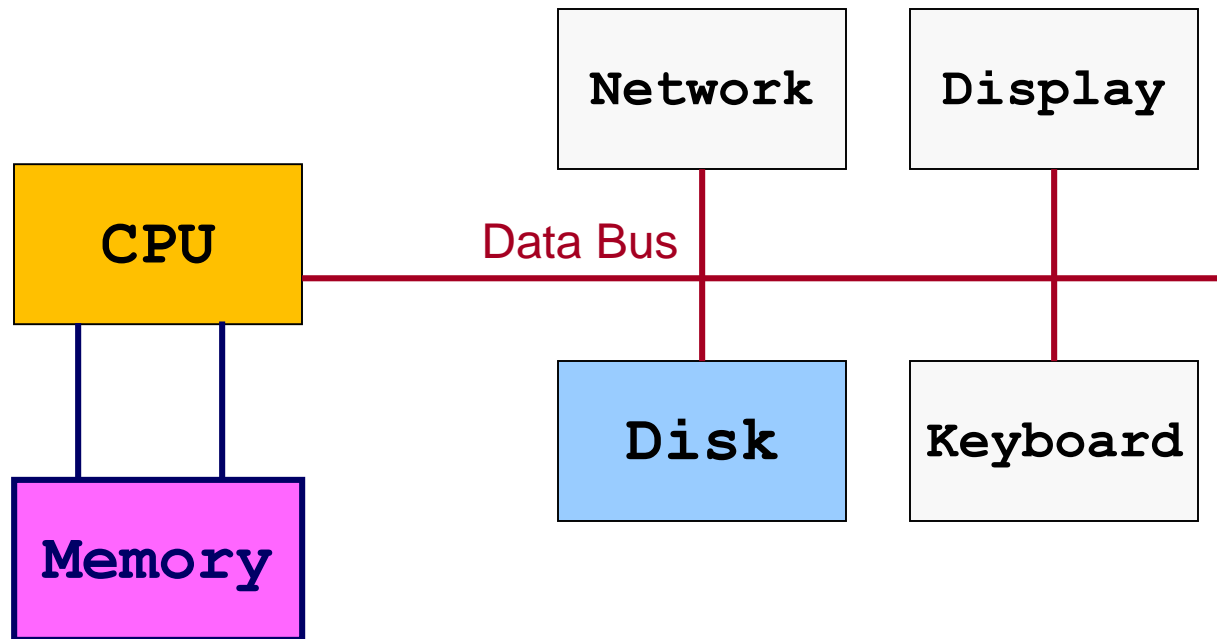 Network
Display
CPU
Data Bus
Disk
Keyboard
Memory